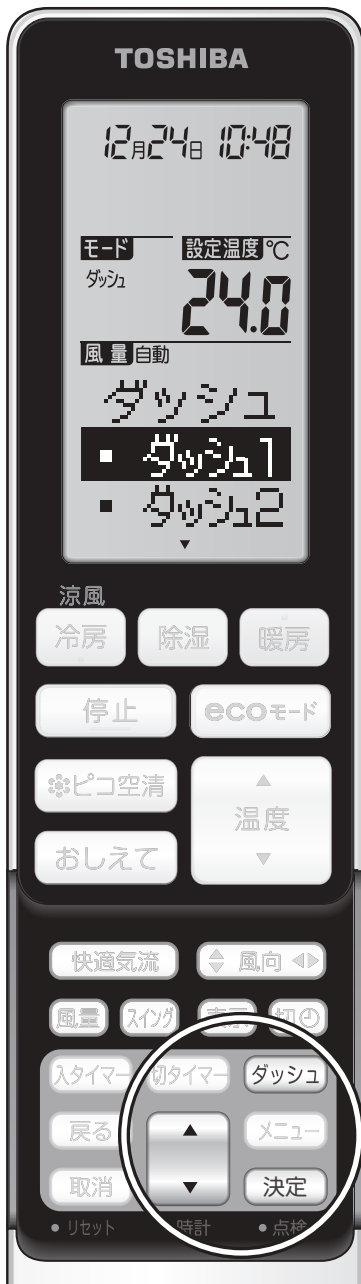 TOSHIBA
12月24日 10:48
モード 設定温度 ℃
ダッシュ 24.0
風量 自動
ダッシュ
■ ダッシュ1
■ ダッシュ2
▼
涼風
冷房 除湿 暖房
停止 ecoモード
ピコ空清 ▲
温度
おしえて ▼
快適気流 風向
風量 スイング 表示 切
入タイマー 切タイマー ダッシュ
戻る ▲ メニュー
取消 ▼ 決定
● リセット 時計 ● 点検